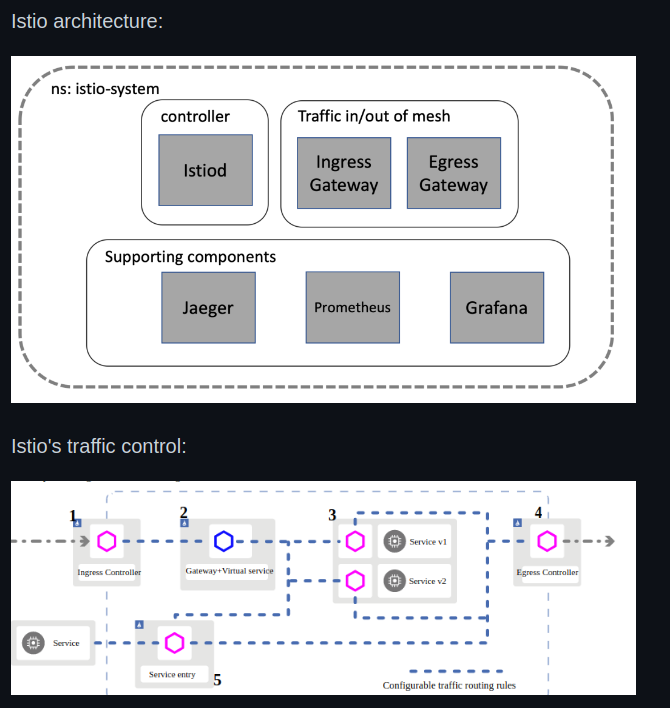 Istio architecture:
ns: istio-system
controller
Traffic in/out of mesh
Istiod
Ingress
Gateway
Egress
Gateway
Supporting components
Jaeger
Prometheus
Grafana
Istio's traffic control:
1
2
3
4
Service v1
Ingress Controller
Gateway+Virtual service
Egress Controller
Service v2
Service
Service entry
5
Configurable traffic routing rules